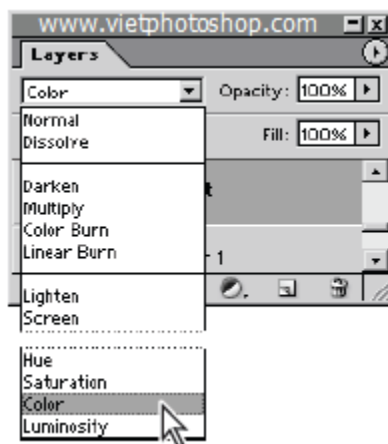 www.vietphotoshop.com
Layers
Color Opacity: 100%
Normal
Dissolve Fill: 100%
Darken
Multiply
Color Burn
Linear Burn 1
Lighten
Screen
Hue
Saturation
Color
Luminosity